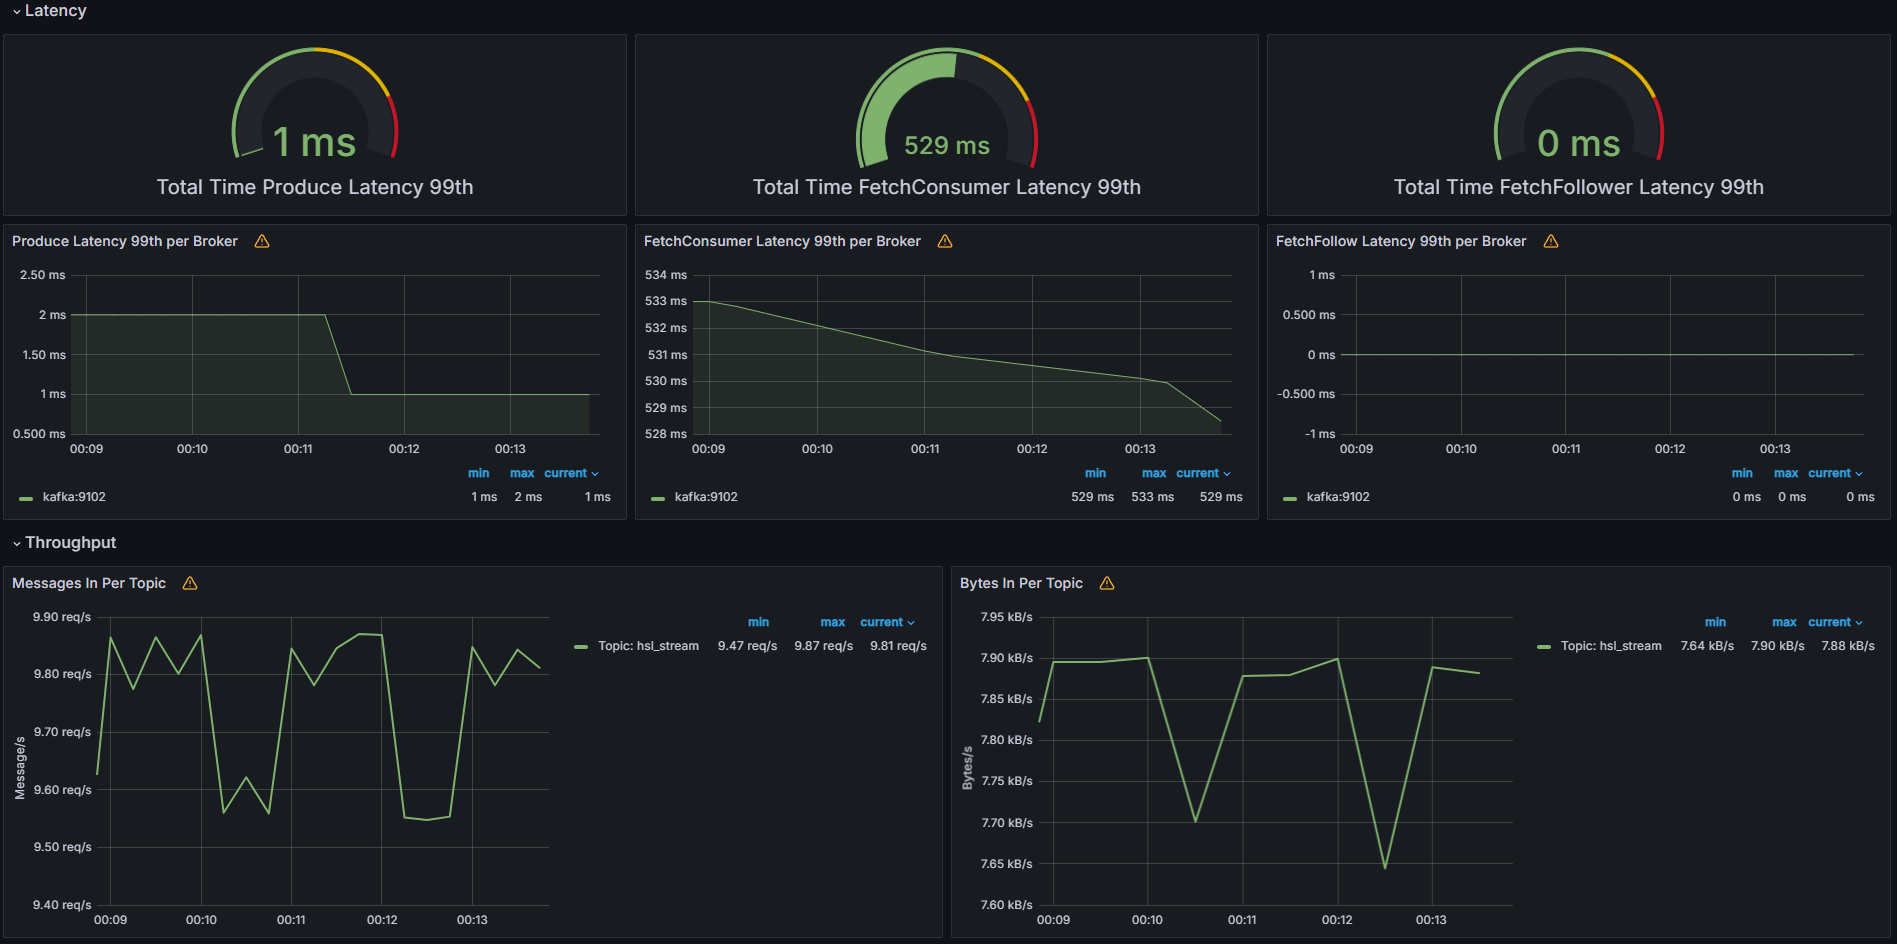 Latency
1 ms
Total Time Produce Latency 99th
529 ms
Total Time FetchConsumer Latency 99th
0 ms
Total Time FetchFollower Latency 99th
Produce Latency 99th per Broker
2.50 ms
2 ms
1.50 ms
1 ms
0.500 ms
00:09 00:10 00:11 00:12 00:13
min max current
kafka:9102 1 ms 2 ms 1 ms
FetchConsumer Latency 99th per Broker
534 ms
533 ms
532 ms
531 ms
530 ms
529 ms
528 ms
00:09 00:10 00:11 00:12 00:13
min max current
kafka:9102 529 ms 533 ms 529 ms
FetchFollow Latency 99th per Broker
1 ms
0.500 ms
0 ms
-0.500 ms
-1 ms
00:09 00:10 00:11 00:12 00:13
min max current
kafka:9102 0 ms 0 ms 0 ms
Throughput
Messages In Per Topic
Message/s
9.90 req/s
9.80 req/s
9.70 req/s
9.60 req/s
9.50 req/s
9.40 req/s
00:09 00:10 00:11 00:12 00:13
min max current
Topic: hsl_stream 9.47 req/s 9.87 req/s 9.81 req/s
Bytes In Per Topic
Bytes/s
7.95 kB/s
7.90 kB/s
7.85 kB/s
7.80 kB/s
7.75 kB/s
7.70 kB/s
7.65 kB/s
7.60 kB/s
00:09 00:10 00:11 00:12 00:13
min max current
Topic: hsl_stream 7.64 kB/s 7.90 kB/s 7.88 kB/s